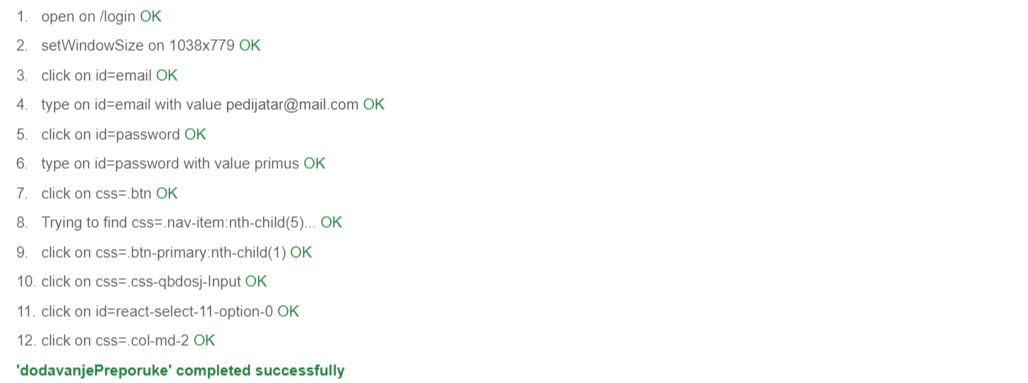 1. open on /login OK
2. setWindowSize on 1038x779 OK
3. click on id=email OK
4. type on id=email with value pedijatar@mail.com OK
5. click on id=password OK
6. type on id=password with value primus OK
7. click on css=.btn OK
8. Trying to find css=.nav-item:nth-child(5)... OK
9. click on css=.btn-primary:nth-child(1) OK
10. click on css=.css-qbdosj-Input OK
11. click on id=react-select-11-option-0 OK
12. click on css=.col-md-2 OK
'dodavanjePreporuke' completed successfully